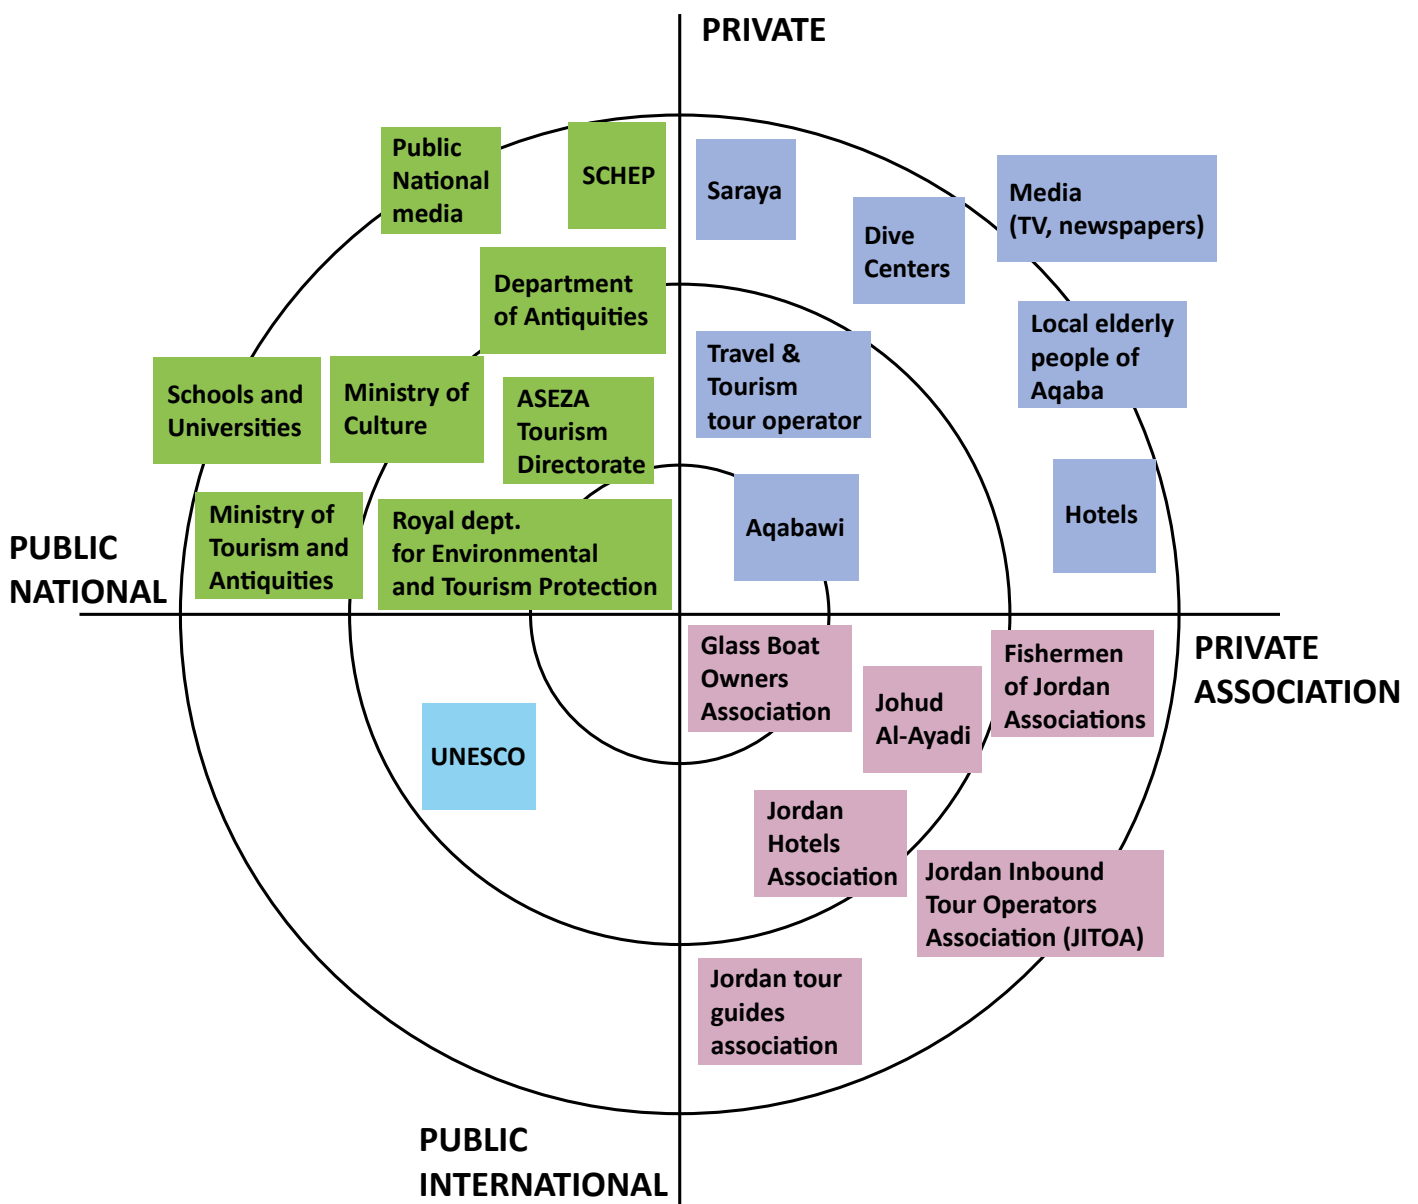 PRIVATE
Public
National
media
SCHEP
Saraya
Dive
Centers
Media
(TV, newspapers)
Department
of Antiquities
Travel &
Tourism
tour operator
Local elderly
people of
Aqaba
Schools and
Universities
Ministry of
Culture
ASEZA
Tourism
Directorate
Aqabawi
Hotels
Ministry of
Tourism and
Antiquities
Royal dept.
for Environmental
and Tourism Protection
PUBLIC
NATIONAL
PRIVATE
ASSOCIATION
Glass Boat
Owners
Association
Johud
Al-Ayadi
Fishermen
of Jordan
Associations
UNESCO
Jordan
Hotels
Association
Jordan Inbound
Tour Operators
Association (JITOA)
Jordan tour
guides
association
PUBLIC
INTERNATIONAL